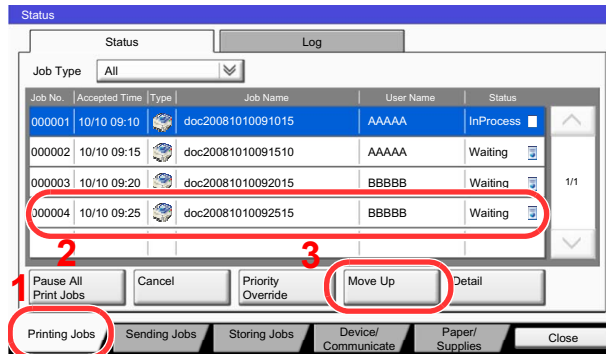 Status
Status Log
Job Type All
Job No. Accepted Time Type Job Name User Name Status
000001 10/10 09:10 doc20081010091015 AAAAA InProcess
000002 10/10 09:15 doc20081010091510 AAAAA Waiting
000003 10/10 09:20 doc20081010092015 BBBBB Waiting 1/1
000004 10/10 09:25 doc20081010092515 BBBBB Waiting
2 3
1 Pause All Print Jobs Cancel Priority Override Move Up Detail
Printing Jobs Sending Jobs Storing Jobs Device/ Communicate Paper/ Supplies Close